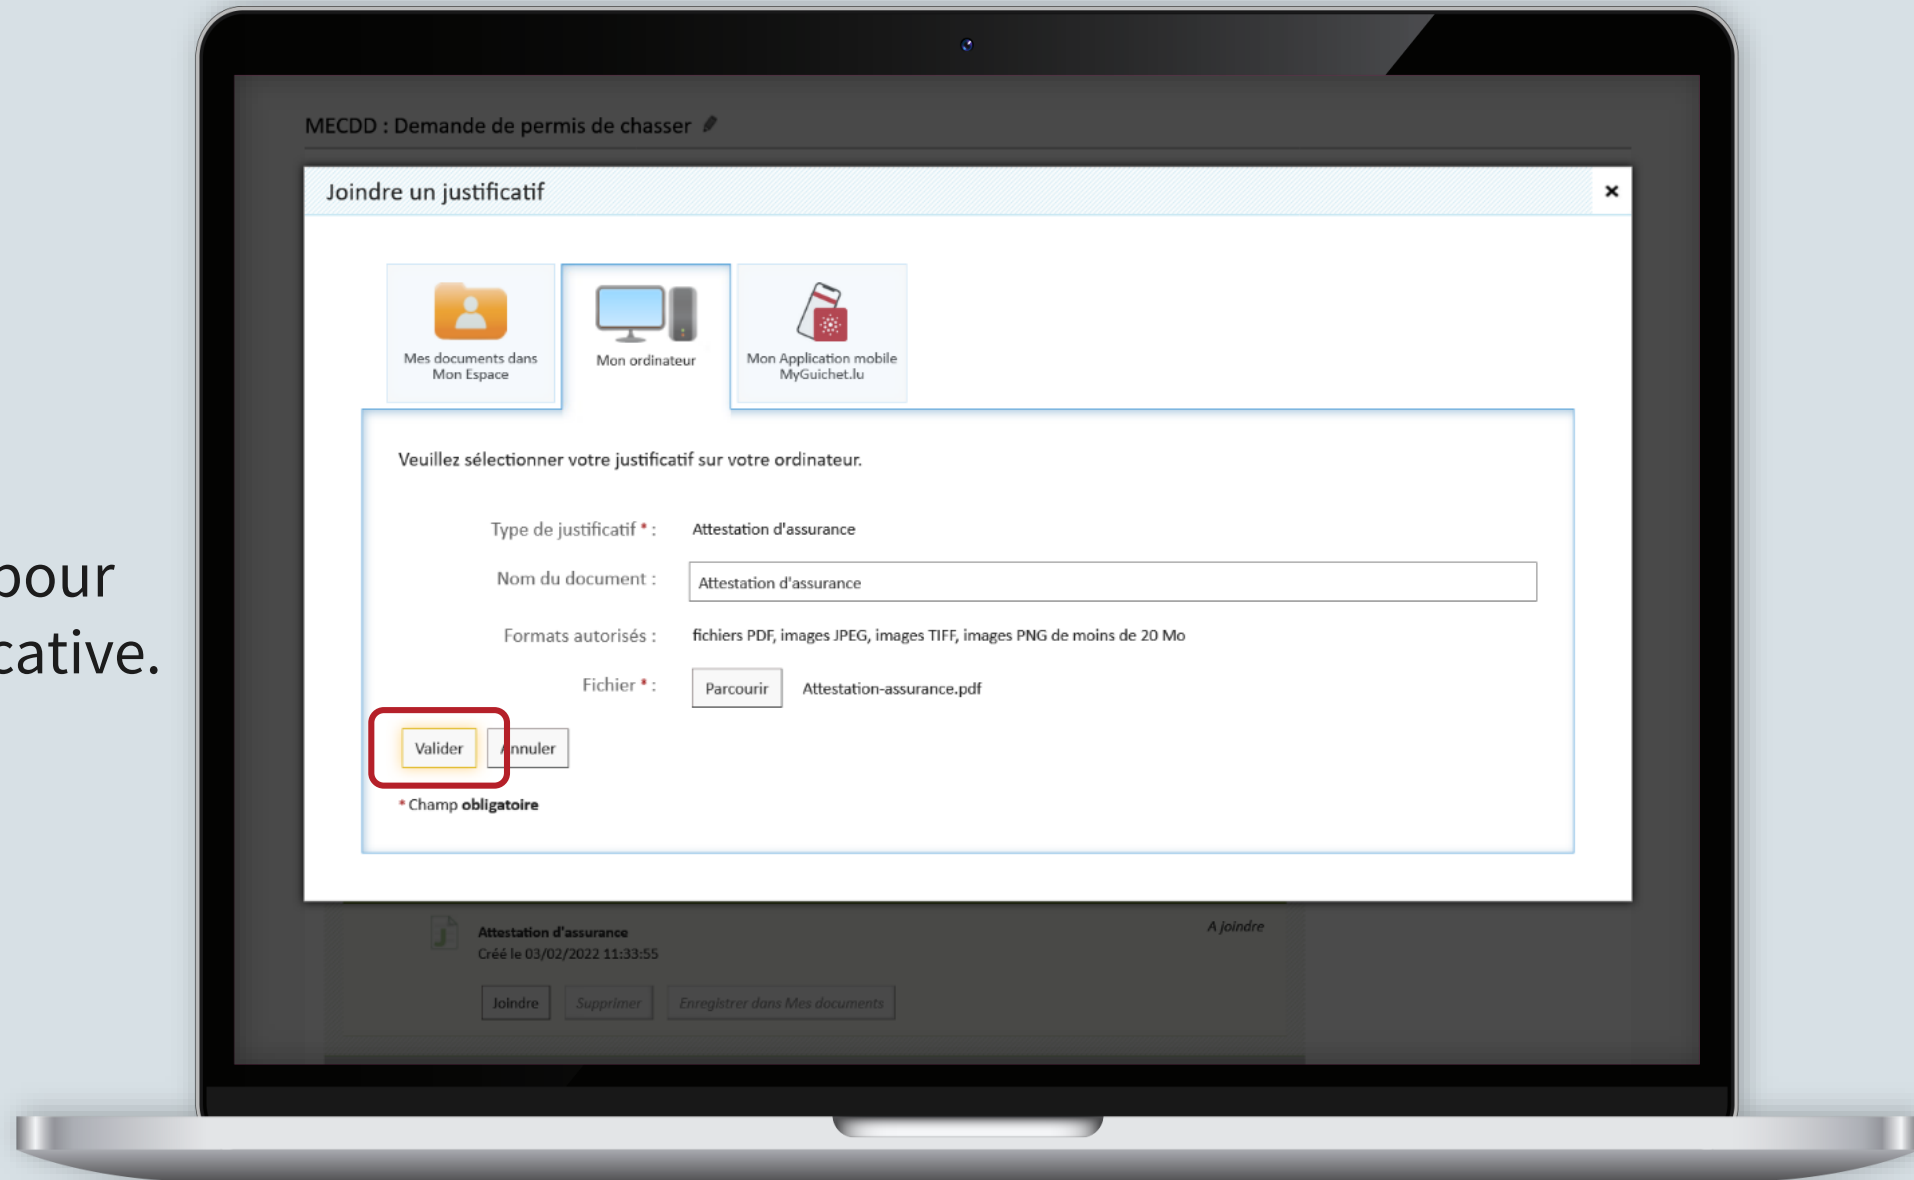 pour
cative.
MECDD : Demande de permis de chasser
Joindre un justificatif
Mes documents dans
Mon Espace
Mon ordinateur
Mon Application mobile
MyGuichet.lu
Veuillez sélectionner votre justificatif sur votre ordinateur.
Type de justificatif * : Attestation d'assurance
Nom du document : Attestation d'assurance
Formats autorisés : fichiers PDF, images JPEG, images TIFF, images PNG de moins de 20 Mo
Fichier * : Parcourir Attestation-assurance.pdf
Valider Annuler
* Champ obligatoire
Attestation d'assurance A joindre
Créé le 03/02/2022 11:33:55
Joindre Supprimer Enregistrer dans Mes documents